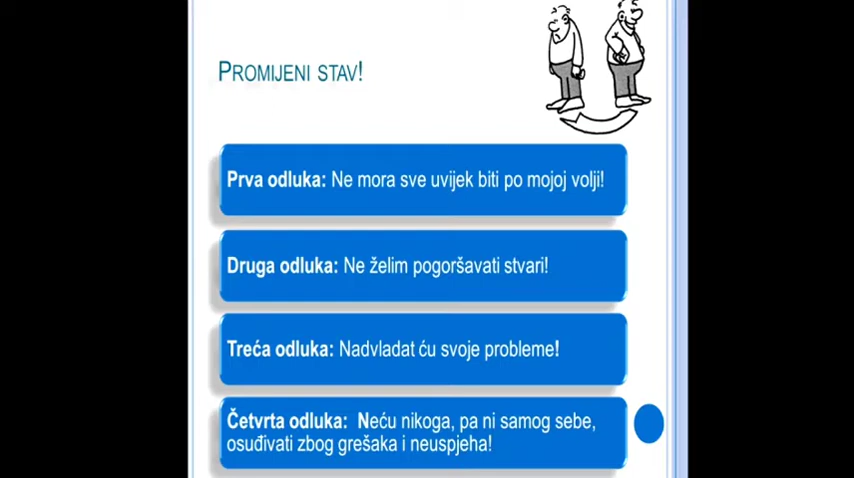 PROMIJENI STAV!
Prva odluka: Ne mora sve uvijek biti po mojoj volji!
Druga odluka: Ne želim pogoršavati stvari!
Treća odluka: Nadvladat ću svoje probleme!
Četvrta odluka: Neću nikoga, pa ni samog sebe,
osuđivati zbog grešaka i neuspjeha!